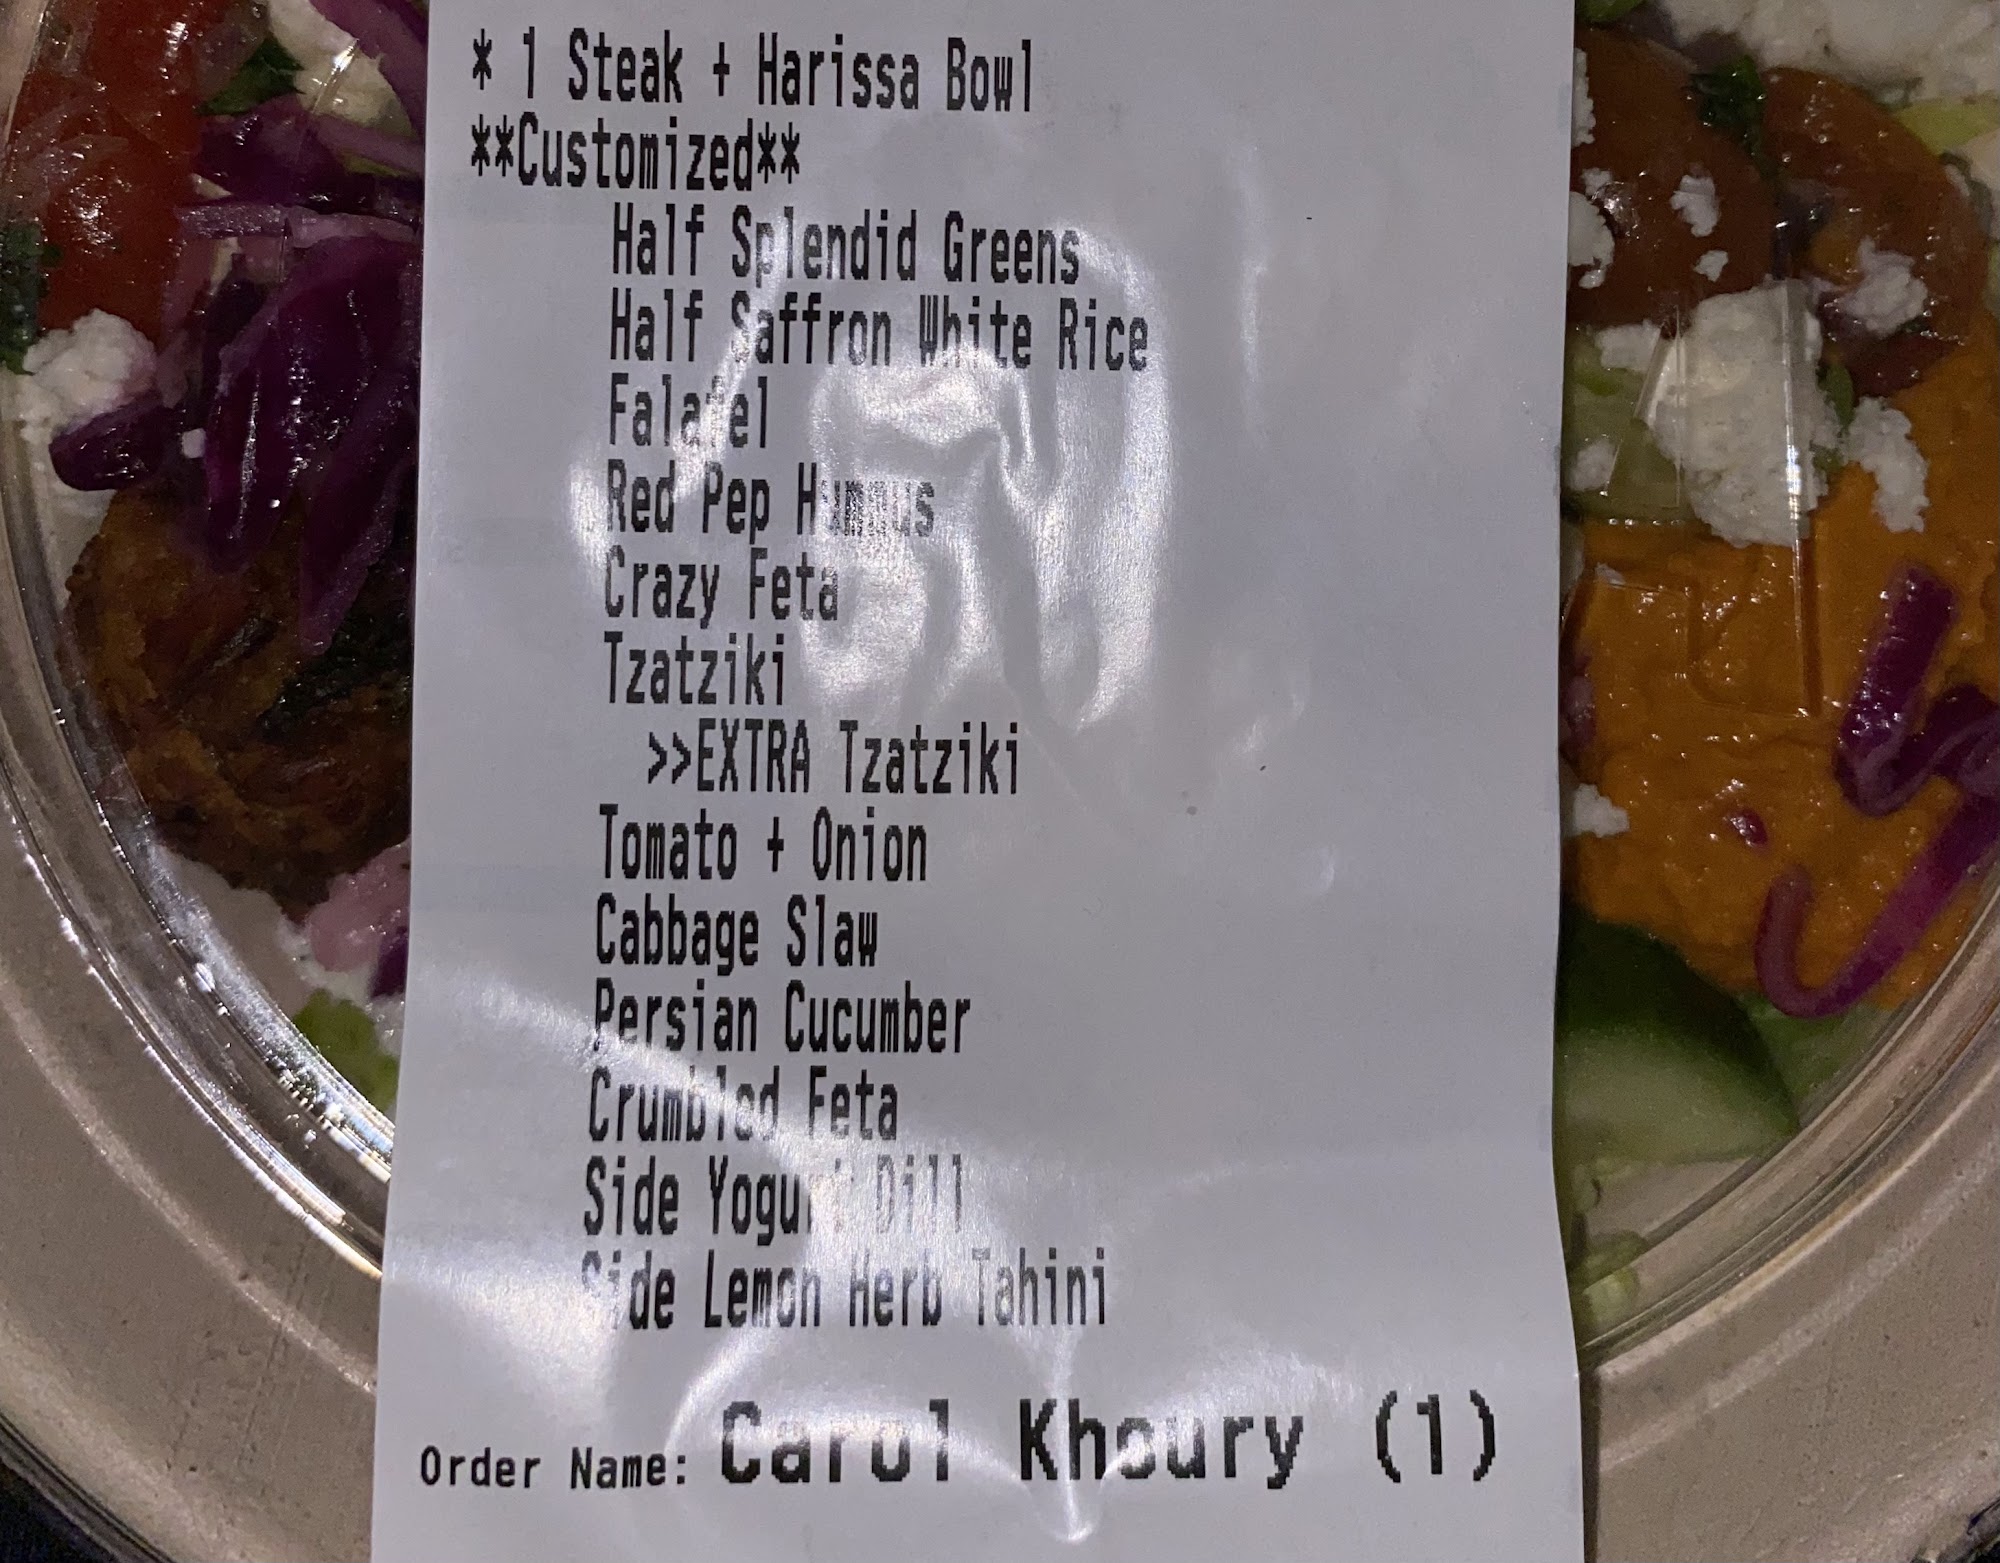 * 1 Steak + Harissa Bowl
**Customized**
Half Splendid Greens
Half Saffron White Rice
Falafel
Red Pep Hummus
Crazy Feta
Tzatziki
>>EXTRA Tzatziki
Tomato + Onion
Cabbage Slaw
Persian Cucumber
Crumbled Feta
Side Yogurt Dill
Side Lemon Herb Tahini
Order Name: Carol Khoury (1)